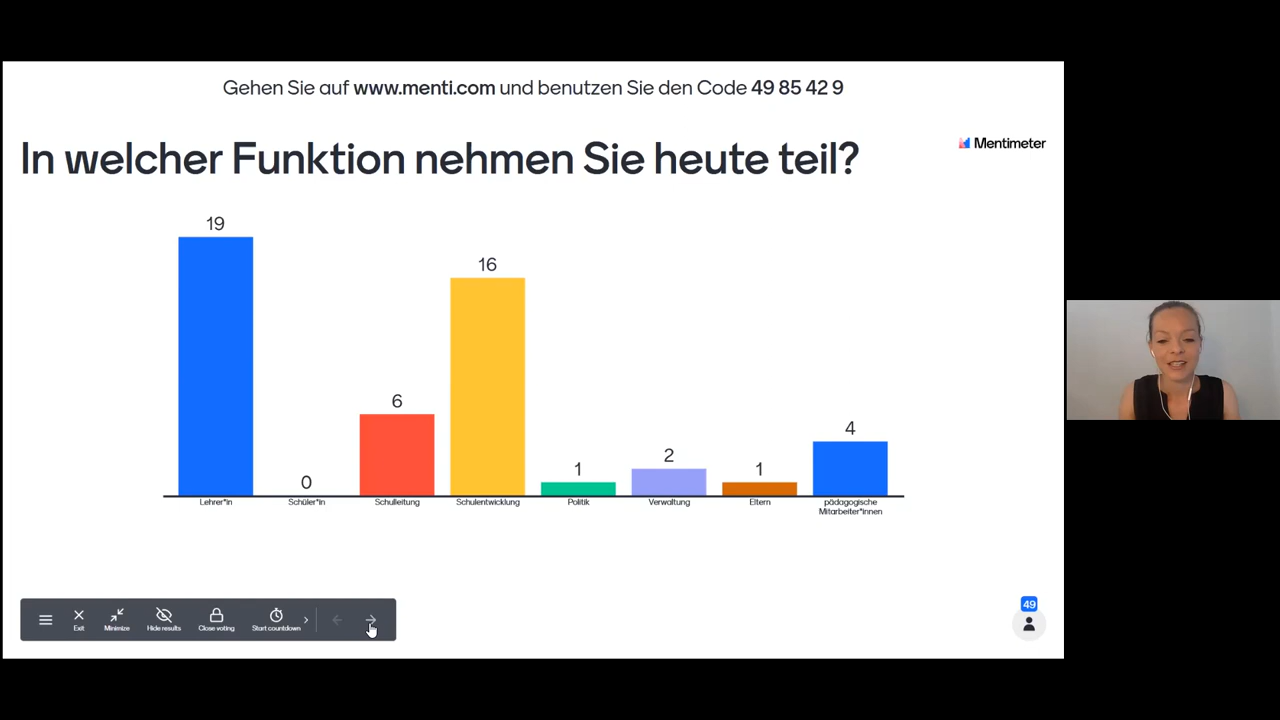 Gehen Sie auf www.menti.com und benutzen Sie den Code 49 85 42 9
In welcher Funktion nehmen Sie heute teil?
Mentimeter
19
0
6
16
1
2
1
4
Lehrer*in
Schüler*in
Schulleitung
Schulentwicklung
Politik
Verwaltung
Eltern
pädagogische
Mitarbeiter*innen
Exit
Minimize
Hide results
Close voting
Start countdown
49